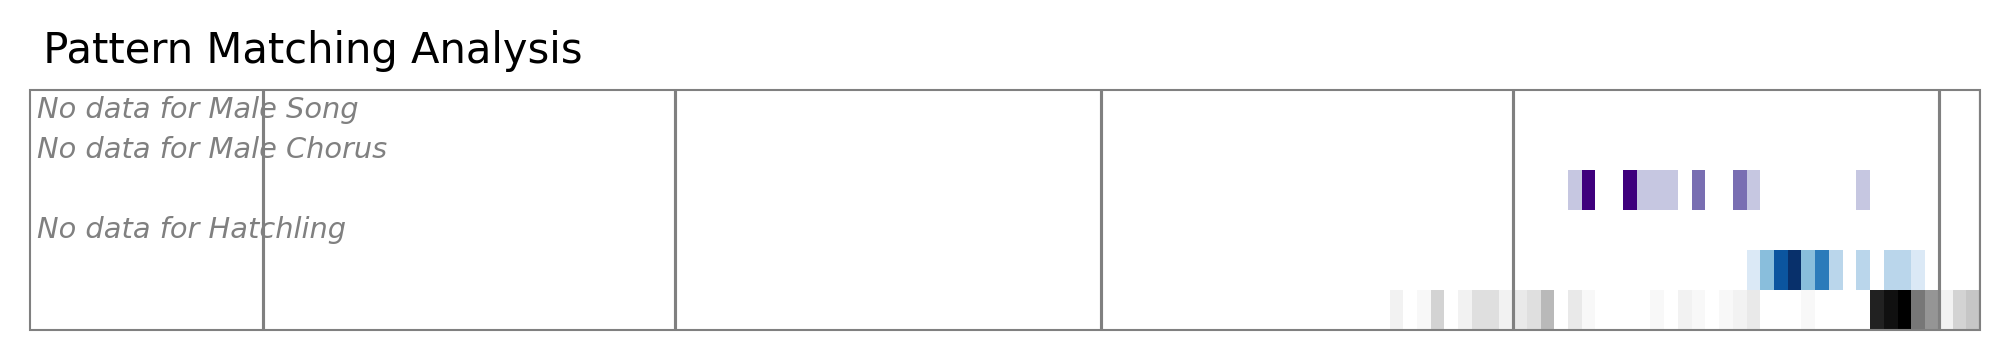 Pattern Matching Analysis
No data for Male Song
No data for Male Chorus
No data for Hatchling